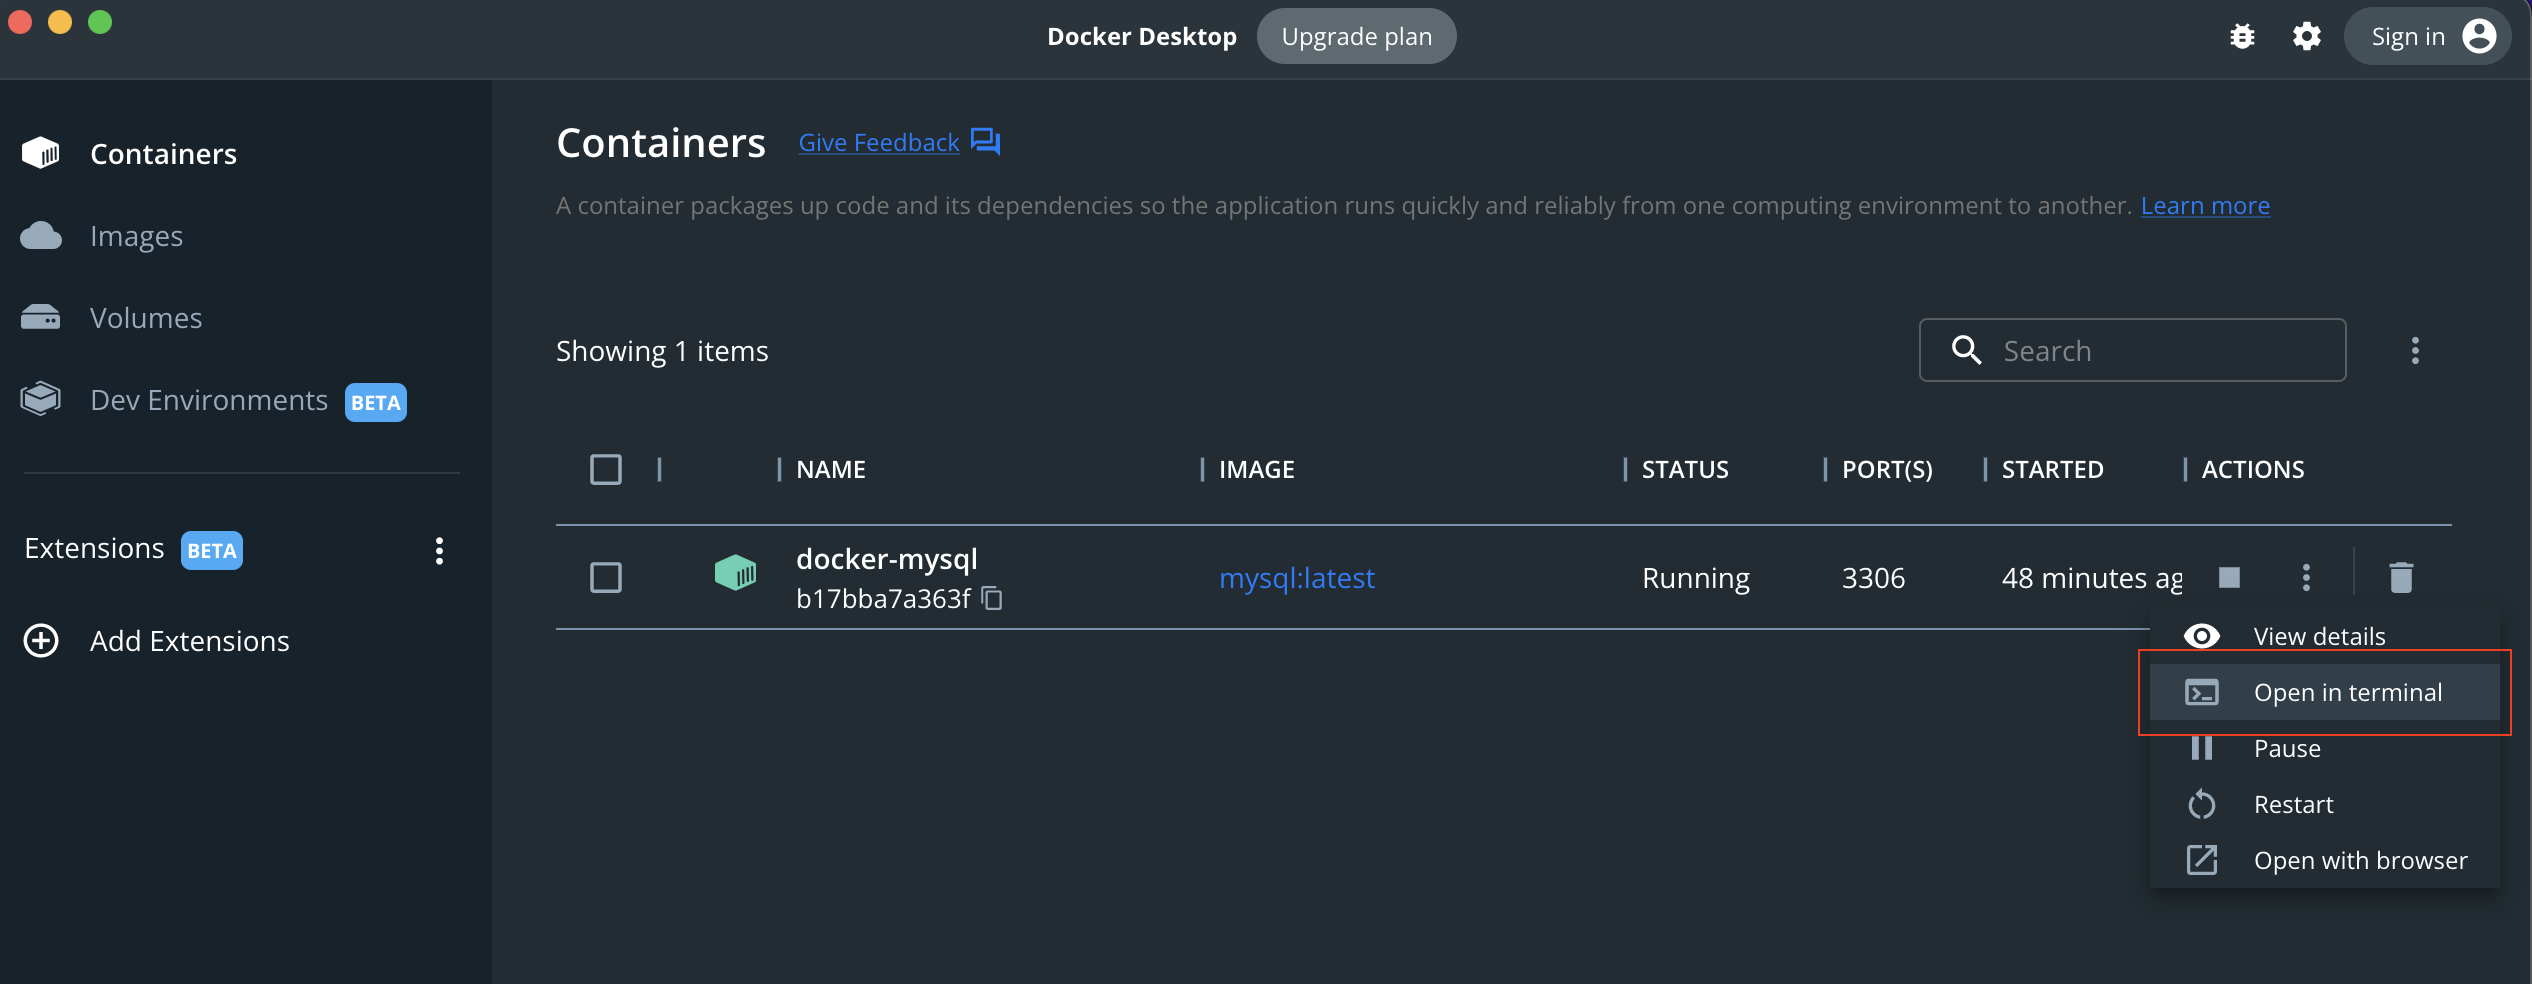 Docker Desktop Upgrade plan Sign in
Containers
Images
Volumes
Dev Environments BETA
Extensions BETA
Add Extensions
Containers Give Feedback
A container packages up code and its dependencies so the application runs quickly and reliably from one computing environment to another. Learn more
Showing 1 items Search
NAME IMAGE STATUS PORT(S) STARTED ACTIONS
docker-mysql
b17bba7a363f
mysql:latest Running 3306 48 minutes ag
View details
Open in terminal
Pause
Restart
Open with browser